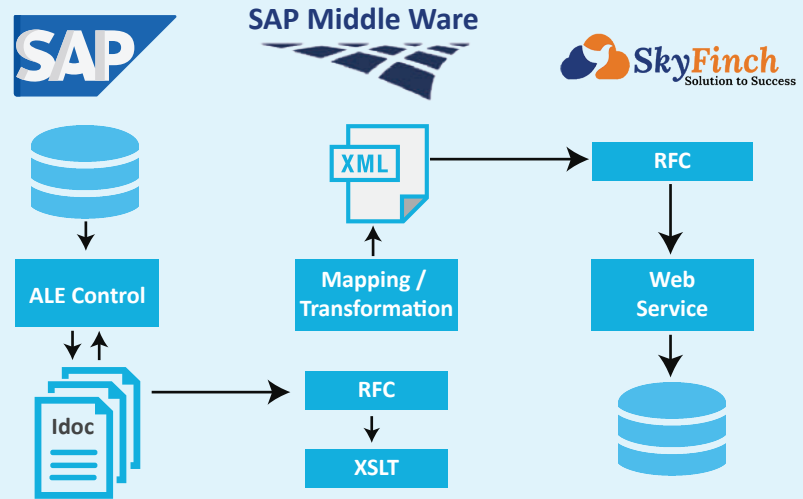 SAP
SAP Middle Ware
SkyFinch
Solution to Success
XML
RFC
ALE Control
Mapping /
Transformation
Web
Service
Idoc
RFC
XSLT